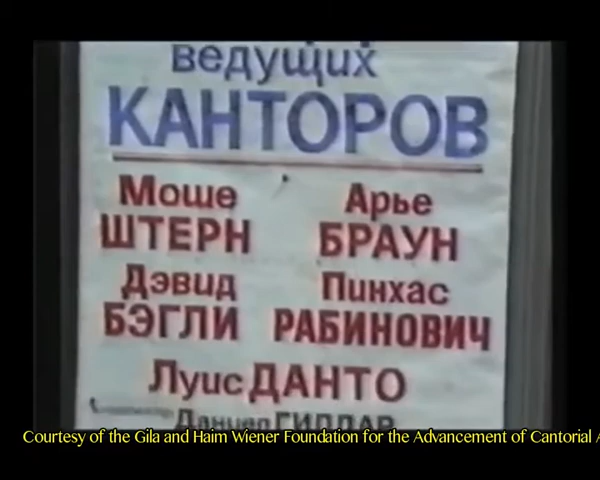 ведущих
КАНТОРОВ
Моше
ШТЕРН
Арье
БРАУН
Дэвид
БЭГЛИ
Пинхас
РАБИНОВИЧ
Луис ДАНТО
Courtesy of the Gila and Haim Wiener Foundation for the Advancement of Cantorial